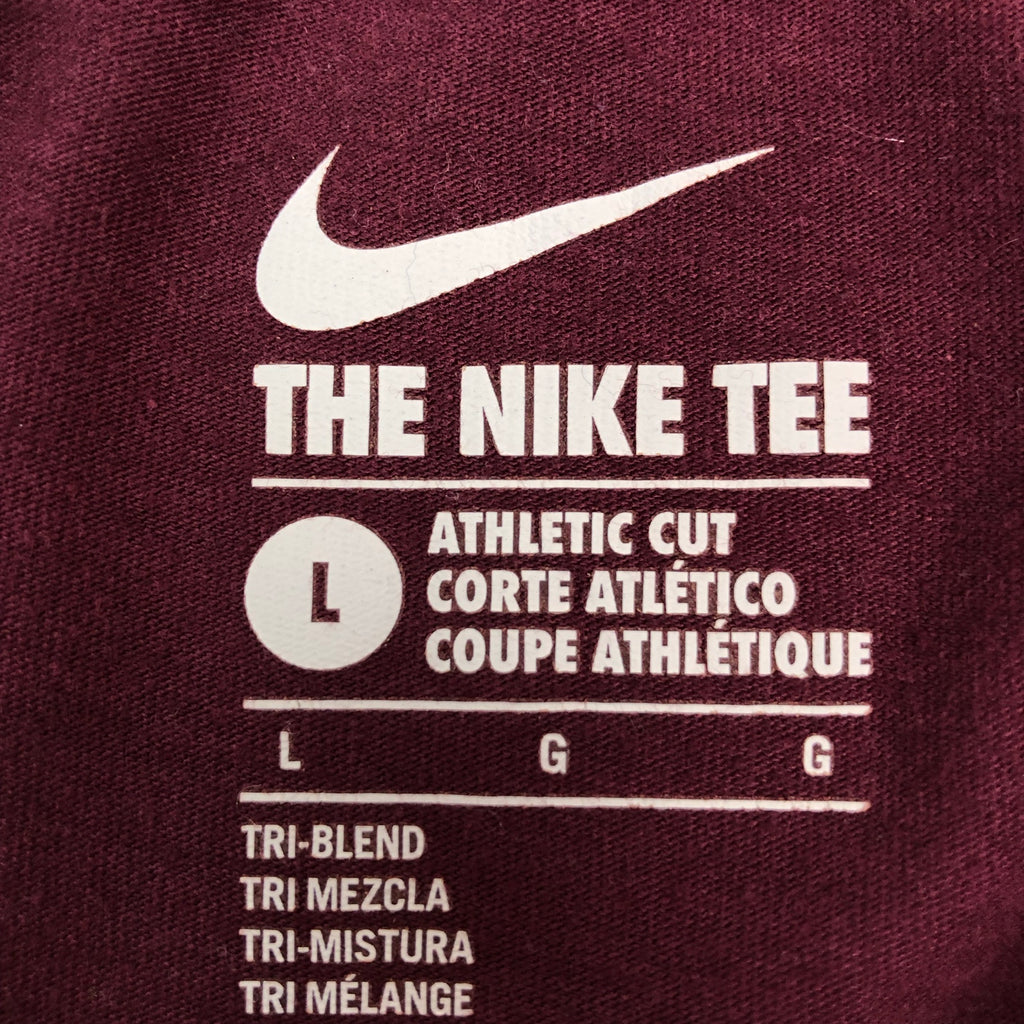 THE NIKE TEE
L
ATHLETIC CUT
CORTE ATLÉTICO
COUPE ATHLÉTIQUE
L G G
TRI-BLEND
TRI MEZCLA
TRI-MISTURA
TRI MÉLANGE